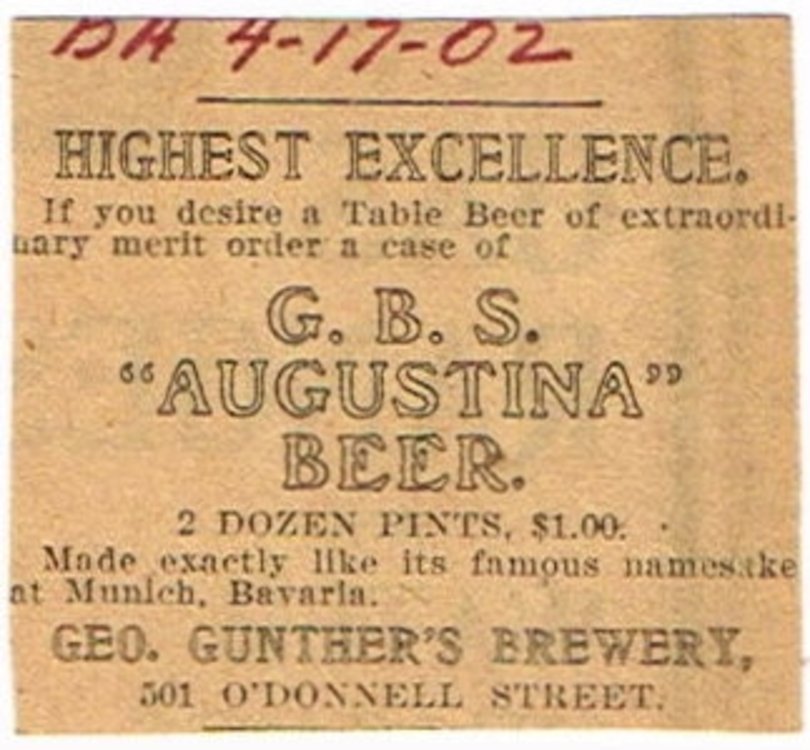 BA 4-17-02
HIGHEST EXCELLENCE.
If you desire a Table Beer of extraordi-
nary merit order a case of
G. B. S.
“AUGUSTINA”
BEER.
2 DOZEN PINTS, $1.00.
Made exactly like its famous namesake
at Munich, Bavaria.
GEO. GUNTHER'S BREWERY,
501 O'DONNELL STREET.